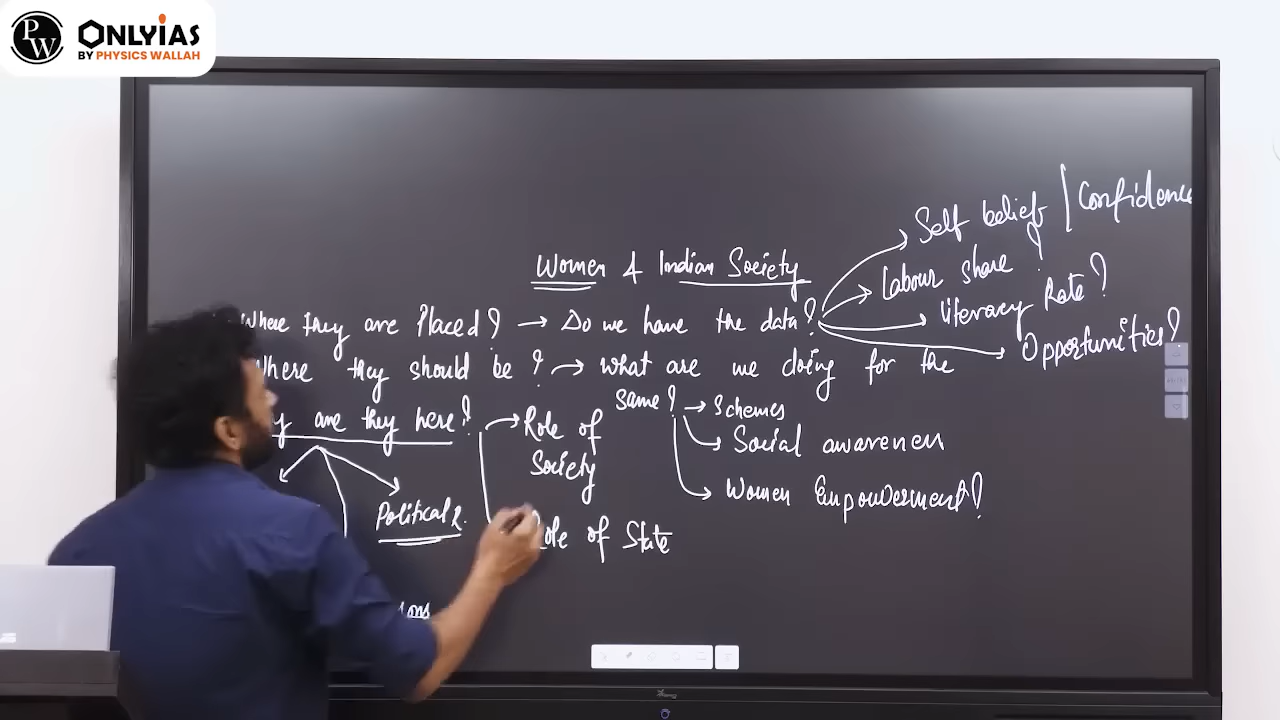 PW
ONLYIAS
BY PHYSICS WALLAH
Self beliefs | Confidence
Women & Indian Society
Labour share ?
Literacy Rate?
Where they are Placed? → Do we have the data?
Opportunities?
Where they should be ? → what are we doing for the
same ? → Schemes
are they here?
Role of
Society
Social awareness
Women Empowerment?
Political R.
Role of State